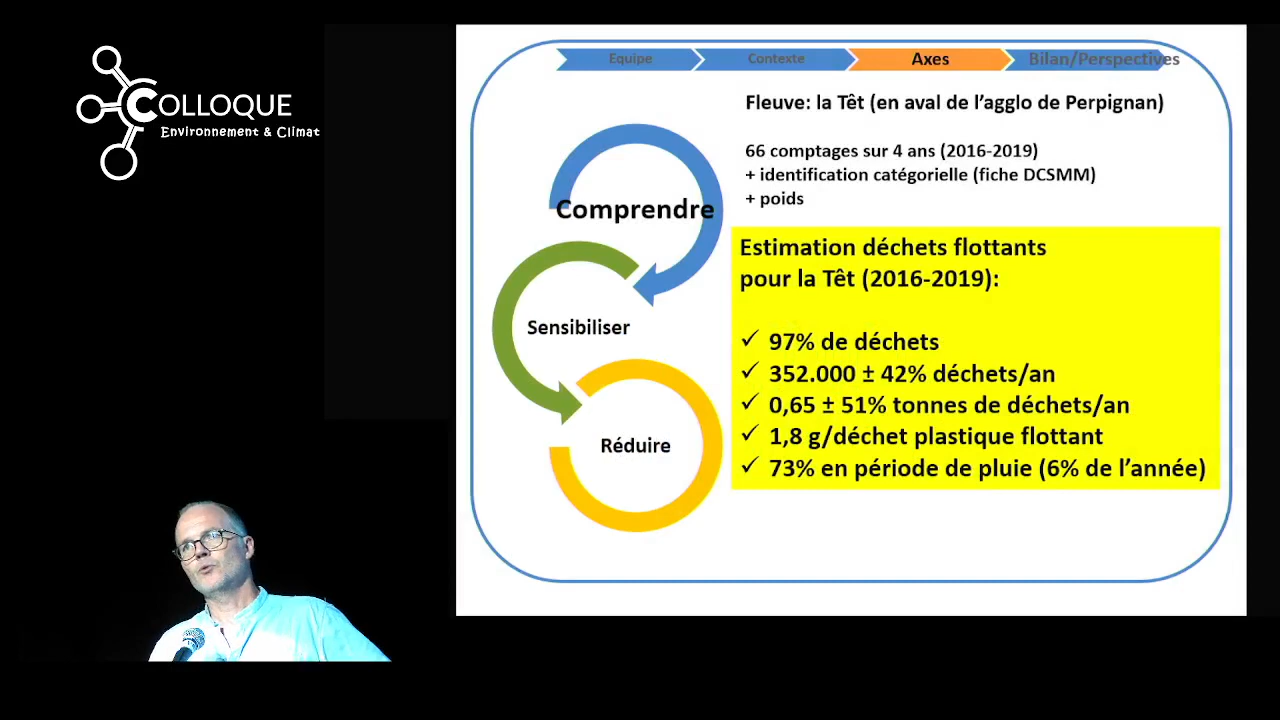 COLLOQUE
Environnement & Climat
Equipe
Contexte
Axes
Bilan/Perspectives
Fleuve: la Têt (en aval de l'agglo de Perpignan)
66 comptages sur 4 ans (2016-2019)
+ identification catégorielle (fiche DCSMM)
+ poids
Comprendre
Sensibiliser
Réduire
Estimation déchets flottants
pour la Têt (2016-2019):
✓ 97% de déchets
✓ 352.000 ± 42% déchets/an
✓ 0,65 ± 51% tonnes de déchets/an
✓ 1,8 g/déchet plastique flottant
✓ 73% en période de pluie (6% de l'année)